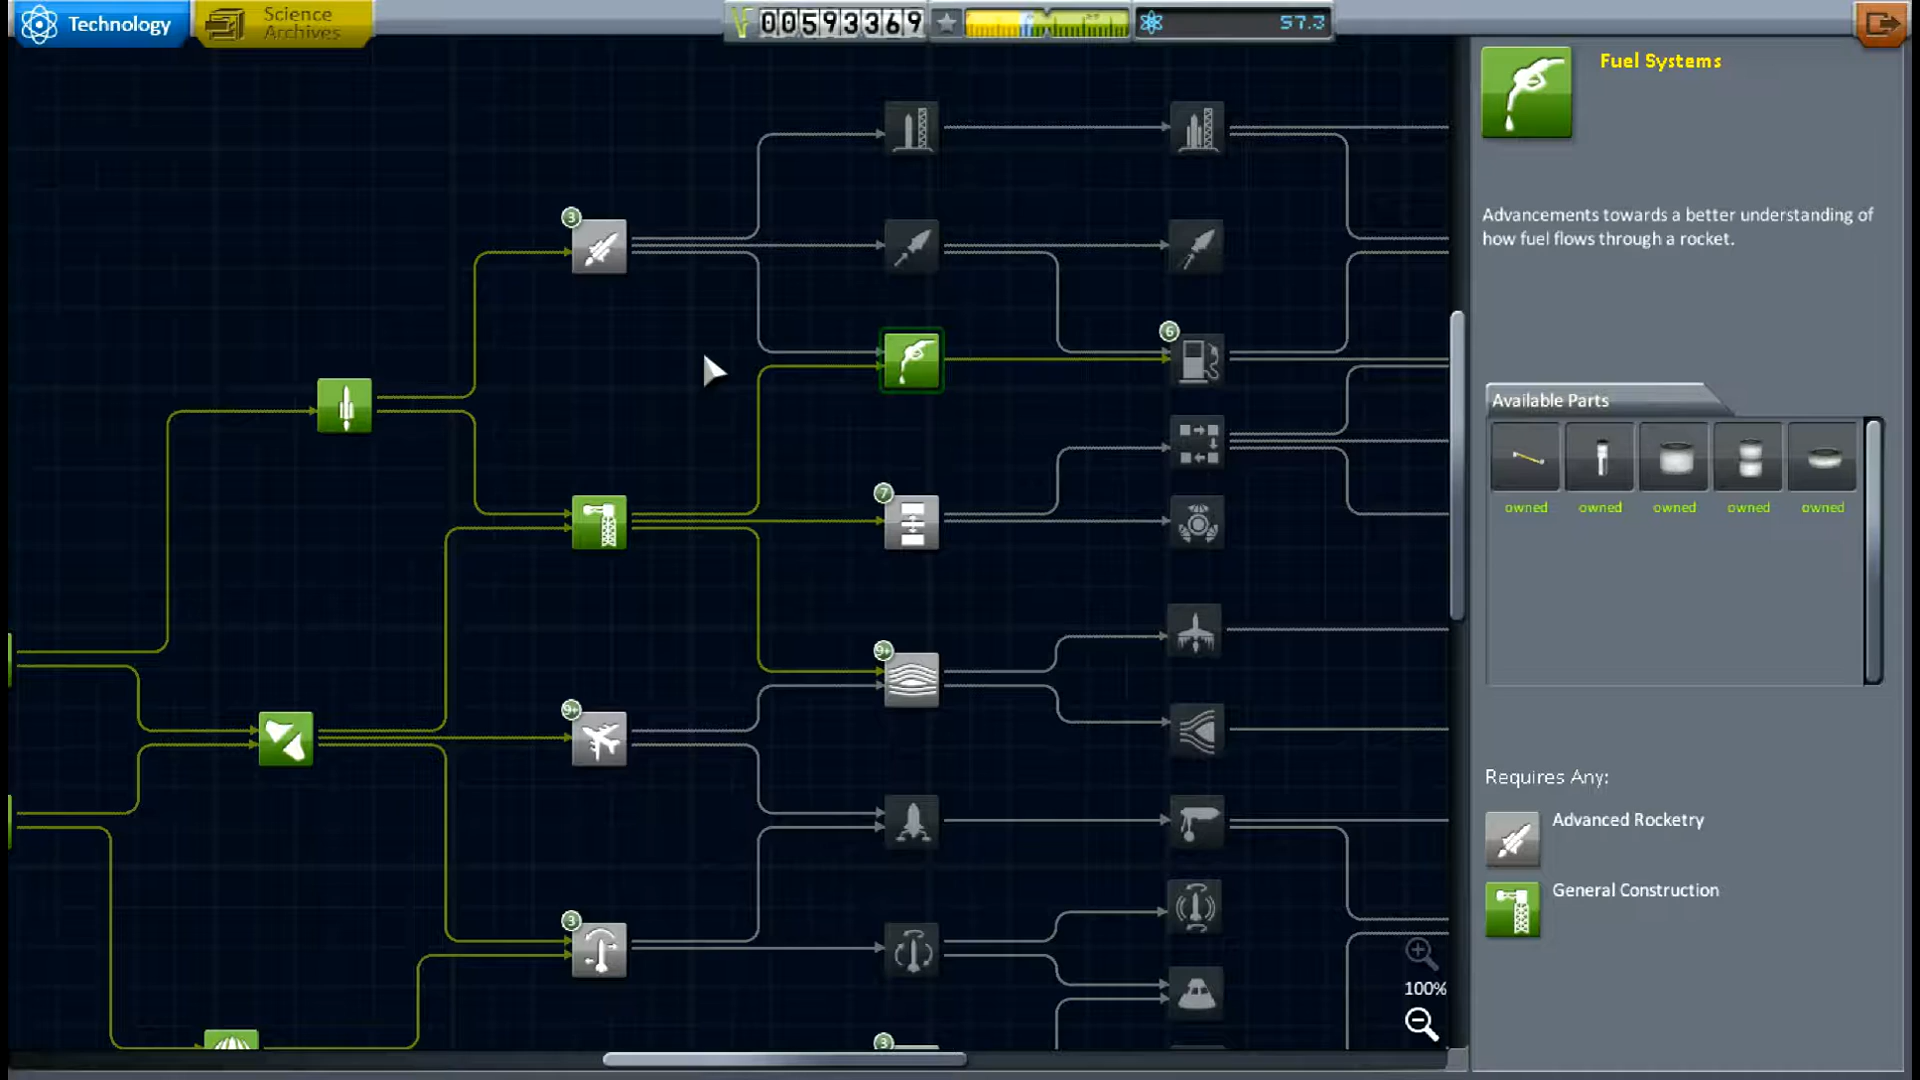 Technology
Science
Archives
00593369
57.3
Fuel Systems
Advancements towards a better understanding of
how fuel flows through a rocket.
3
6
7
9+
9+
3
3
Available Parts
owned owned owned owned owned
Requires Any:
Advanced Rocketry
General Construction
100%